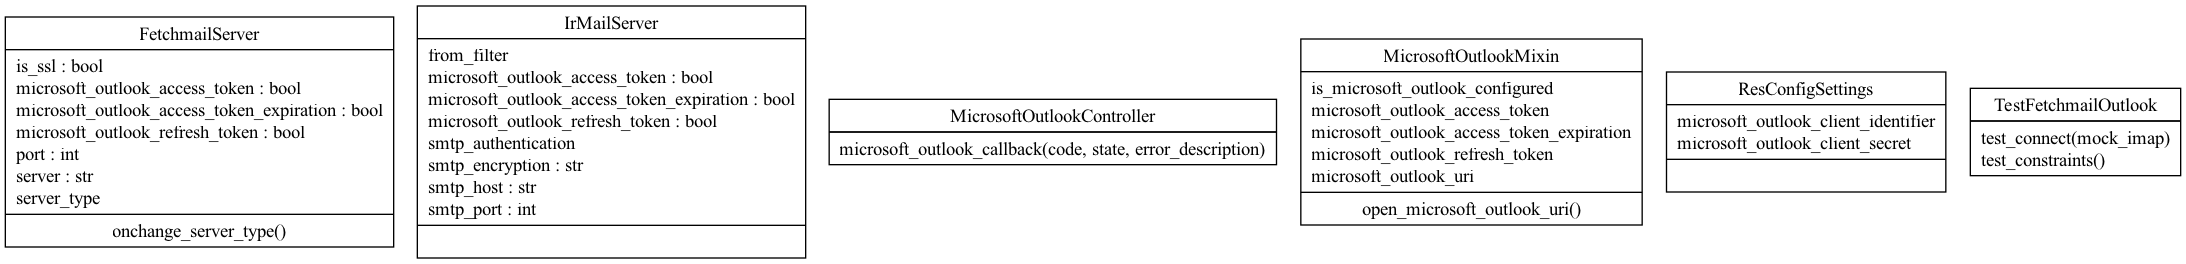 FetchmailServer
is_ssl : bool
microsoft_outlook_access_token : bool
microsoft_outlook_access_token_expiration : bool
microsoft_outlook_refresh_token : bool
port : int
server : str
server_type
onchange_server_type()
IrMailServer
from_filter
microsoft_outlook_access_token : bool
microsoft_outlook_access_token_expiration : bool
microsoft_outlook_refresh_token : bool
smtp_authentication
smtp_encryption : str
smtp_host : str
smtp_port : int
MicrosoftOutlookController
microsoft_outlook_callback(code, state, error_description)
MicrosoftOutlookMixin
is_microsoft_outlook_configured
microsoft_outlook_access_token
microsoft_outlook_access_token_expiration
microsoft_outlook_refresh_token
microsoft_outlook_uri
open_microsoft_outlook_uri()
ResConfigSettings
microsoft_outlook_client_identifier
microsoft_outlook_client_secret
TestFetchmailOutlook
test_connect(mock_imap)
test_constraints()